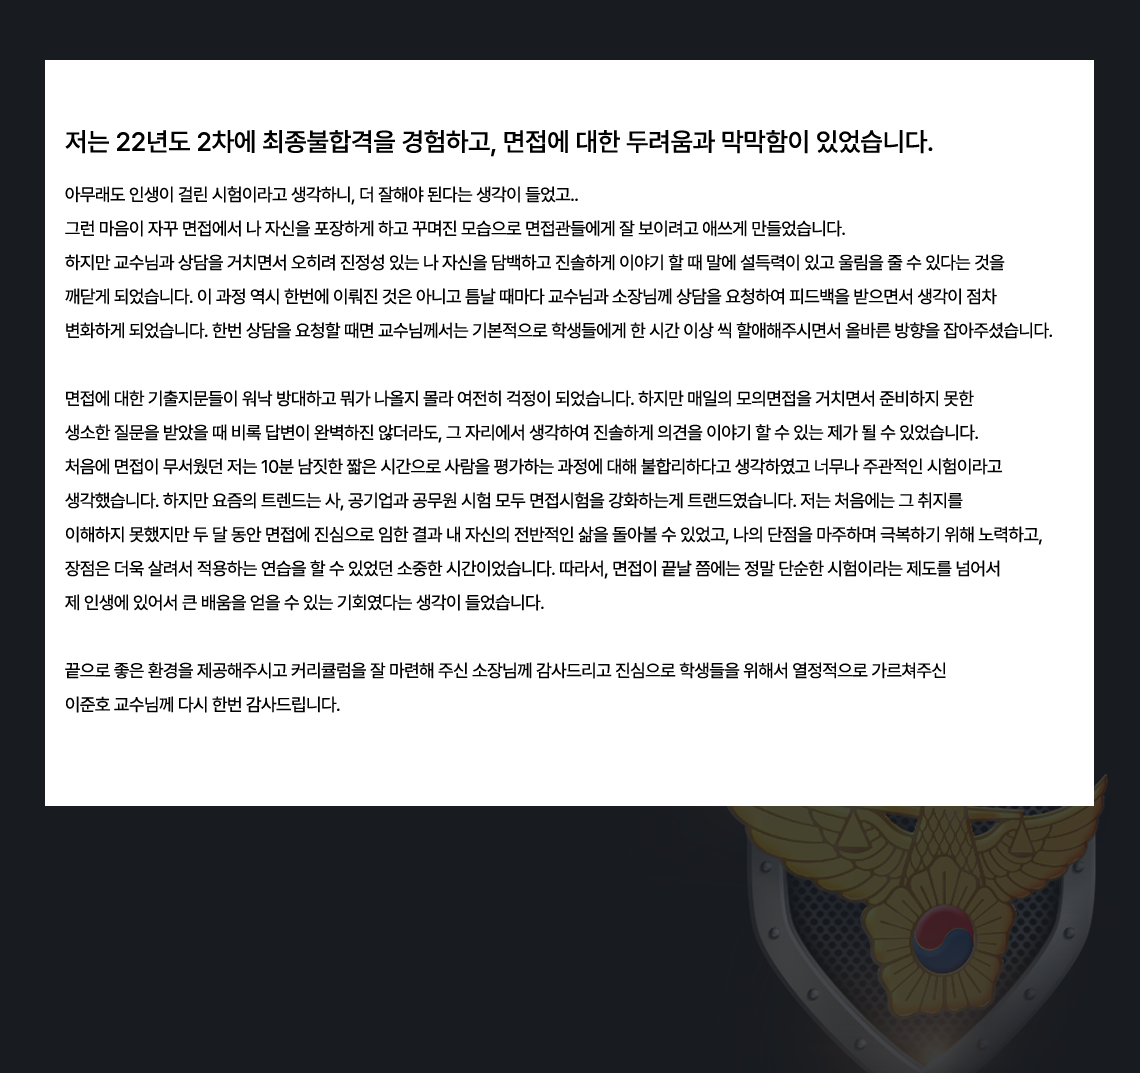 저는 22년도 2차에 최종불합격을 경험하고, 면접에 대한 두려움과 막막함이 있었습니다.
아무래도 인생이 걸린 시험이라고 생각하니, 더 잘해야 된다는 생각이 들었고..
그런 마음이 자꾸 면접에서 나 자신을 포장하게 하고 꾸며진 모습으로 면접관들에게 잘 보이려고 애쓰게 만들었습니다.
하지만 교수님과 상담을 거치면서 오히려 진정성 있는 나 자신을 담백하고 진솔하게 이야기 할 때 말에 설득력이 있고 울림을 줄 수 있다는 것을
깨닫게 되었습니다. 이 과정 역시 한번에 이뤄진 것은 아니고 틈날 때마다 교수님과 소장님께 상담을 요청하여 피드백을 받으면서 생각이 점차
변화하게 되었습니다. 한번 상담을 요청할 때면 교수님께서는 기본적으로 학생들에게 한 시간 이상 씩 할애해주시면서 올바른 방향을 잡아주셨습니다.
면접에 대한 기출지문들이 워낙 방대하고 뭐가 나올지 몰라 여전히 걱정이 되었습니다. 하지만 매일의 모의면접을 거치면서 준비하지 못한
생소한 질문을 받았을 때 비록 답변이 완벽하진 않더라도, 그 자리에서 생각하여 진솔하게 의견을 이야기 할 수 있는 제가 될 수 있었습니다.
처음에 면접이 무서웠던 저는 10분 남짓한 짧은 시간으로 사람을 평가하는 과정에 대해 불합리하다고 생각하였고 너무나 주관적인 시험이라고
생각했습니다. 하지만 요즘의 트렌드는 사, 공기업과 공무원 시험 모두 면접시험을 강화하는게 트랜드였습니다. 저는 처음에는 그 취지를
이해하지 못했지만 두 달 동안 면접에 진심으로 임한 결과 내 자신의 전반적인 삶을 돌아볼 수 있었고, 나의 단점을 마주하며 극복하기 위해 노력하고,
장점은 더욱 살려서 적용하는 연습을 할 수 있었던 소중한 시간이었습니다. 따라서, 면접이 끝날 쯤에는 정말 단순한 시험이라는 제도를 넘어서
제 인생에 있어서 큰 배움을 얻을 수 있는 기회였다는 생각이 들었습니다.
끝으로 좋은 환경을 제공해주시고 커리큘럼을 잘 마련해 주신 소장님께 감사드리고 진심으로 학생들을 위해서 열정적으로 가르쳐주신
이준호 교수님께 다시 한번 감사드립니다.